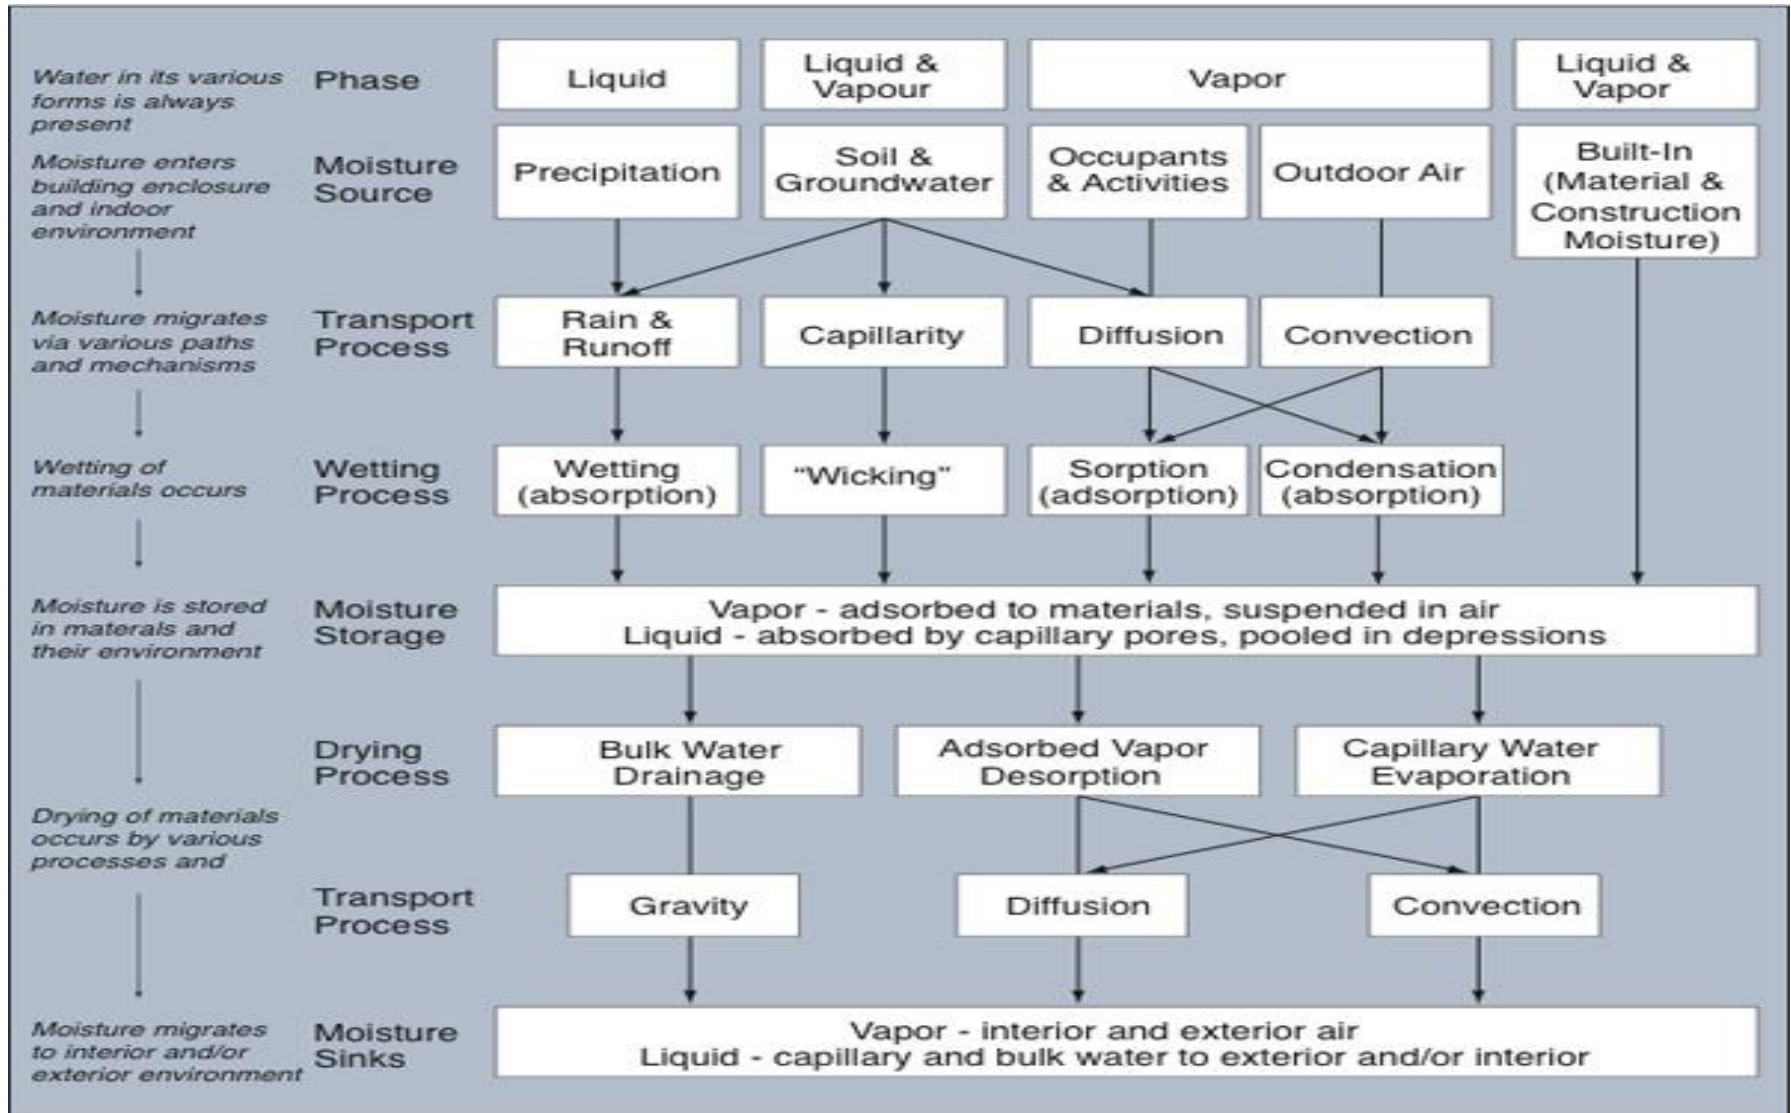 Water in its various
forms is always
present
Phase
Liquid
Liquid &
Vapour
Vapor
Liquid &
Vapor
Moisture enters
building enclosure
and indoor
environment
Moisture
Source
Precipitation
Soil &
Groundwater
Occupants
& Activities
Outdoor Air
Built-In
(Material &
Construction
Moisture)
Moisture migrates
via various paths
and mechanisms
Transport
Process
Rain &
Runoff
Capillarity
Diffusion
Convection
Wetting of
materials occurs
Wetting
Process
Wetting
(absorption)
"Wicking"
Sorption
(adsorption)
Condensation
(absorption)
Moisture is stored
in materals and
their environment
Moisture
Storage
Vapor - adsorbed to materials, suspended in air
Liquid - absorbed by capillary pores, pooled in depressions
Drying
Process
Bulk Water
Drainage
Adsorbed Vapor
Desorption
Capillary Water
Evaporation
Drying of materials
occurs by various
processes and
Transport
Process
Gravity
Diffusion
Convection
Moisture migrates
to interior and/or
exterior environment
Moisture
Sinks
Vapor - interior and exterior air
Liquid - capillary and bulk water to exterior and/or interior